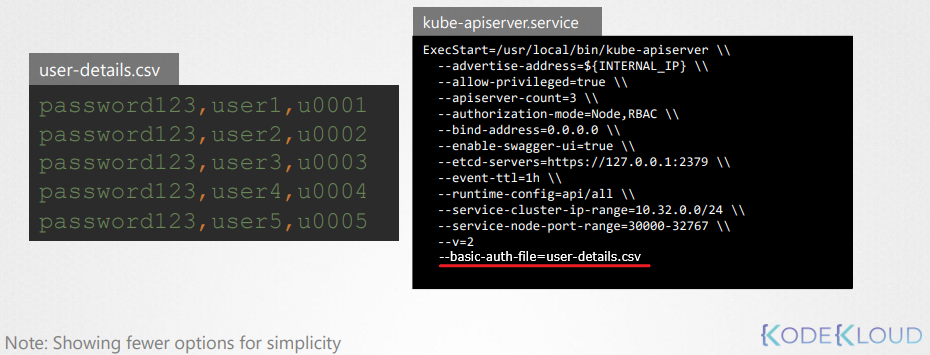 user-details.csv
password123,user1,u0001
password123,user2,u0002
password123,user3,u0003
password123,user4,u0004
password123,user5,u0005
kube-apiserver.service
ExecStart=/usr/local/bin/kube-apiserver \\
--advertise-address=${INTERNAL_IP} \\
--allow-privileged=true \\
--apiserver-count=3 \\
--authorization-mode=Node,RBAC \\
--bind-address=0.0.0.0 \\
--enable-swagger-ui=true \\
--etcd-servers=https://127.0.0.1:2379 \\
--event-ttl=1h \\
--runtime-config=api/all \\
--service-cluster-ip-range=10.32.0.0/24 \\
--service-node-port-range=30000-32767 \\
--v=2
--basic-auth-file=user-details.csv
Note: Showing fewer options for simplicity
KODEKLOUD